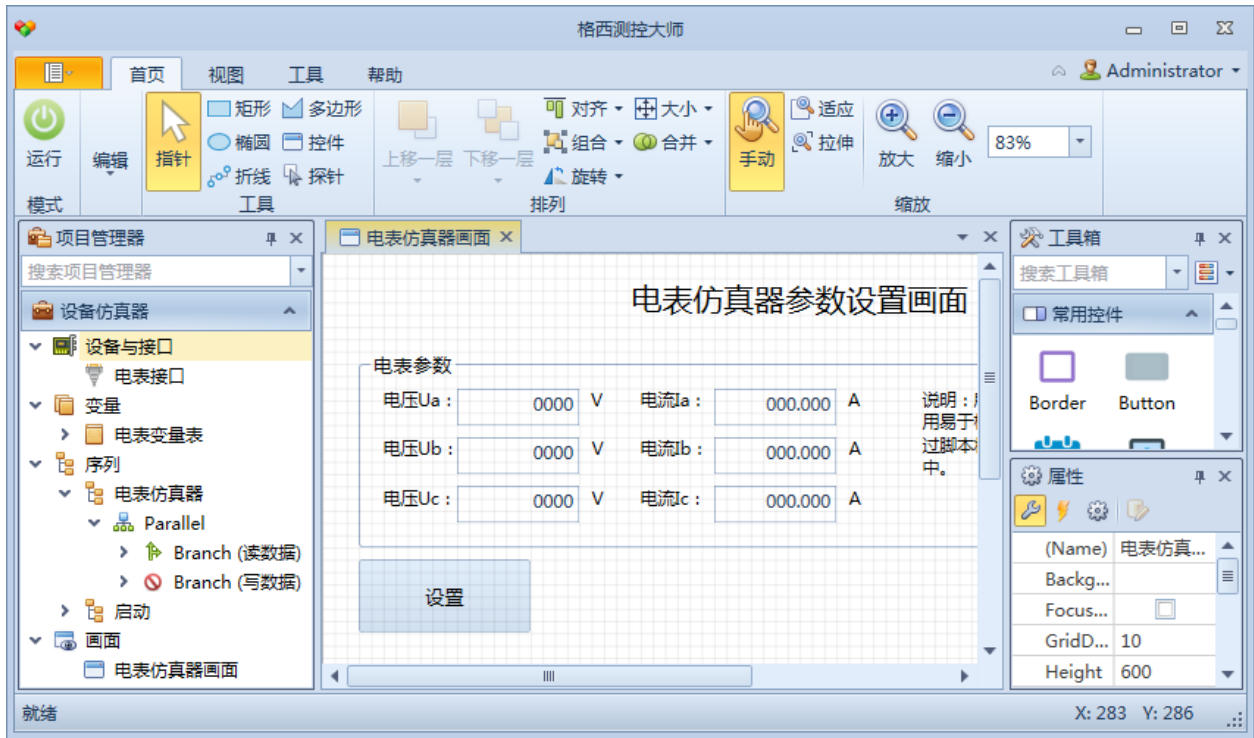 格西测控大师
首页 视图 工具 帮助 Administrator
矩形 多边形 对齐 大小 适应
椭圆 控件 组合 合并 拉伸 83%
运行 编辑 指针 上移一层 下移一层 手动 放大 缩小
折线 探针 旋转
模式 工具 排列 缩放
项目管理器
搜索项目管理器
设备仿真器
设备与接口
电表接口
变量
电表变量表
序列
电表仿真器
Parallel
Branch (读数据)
Branch (写数据)
启动
画面
电表仿真器画面
电表仿真器画面
电表仿真器参数设置画面
电表参数
电压Ua： 0000 V 电流Ia： 000.000 A
电压Ub： 0000 V 电流Ib： 000.000 A
电压Uc： 0000 V 电流Ic： 000.000 A
说明：
用易于
过脚本
中。
设置
工具箱
搜索工具箱
常用控件
Border Button
属性
(Name) 电表仿真...
Backg...
Focus...
GridD... 10
Height 600
就绪 X: 283 Y: 286